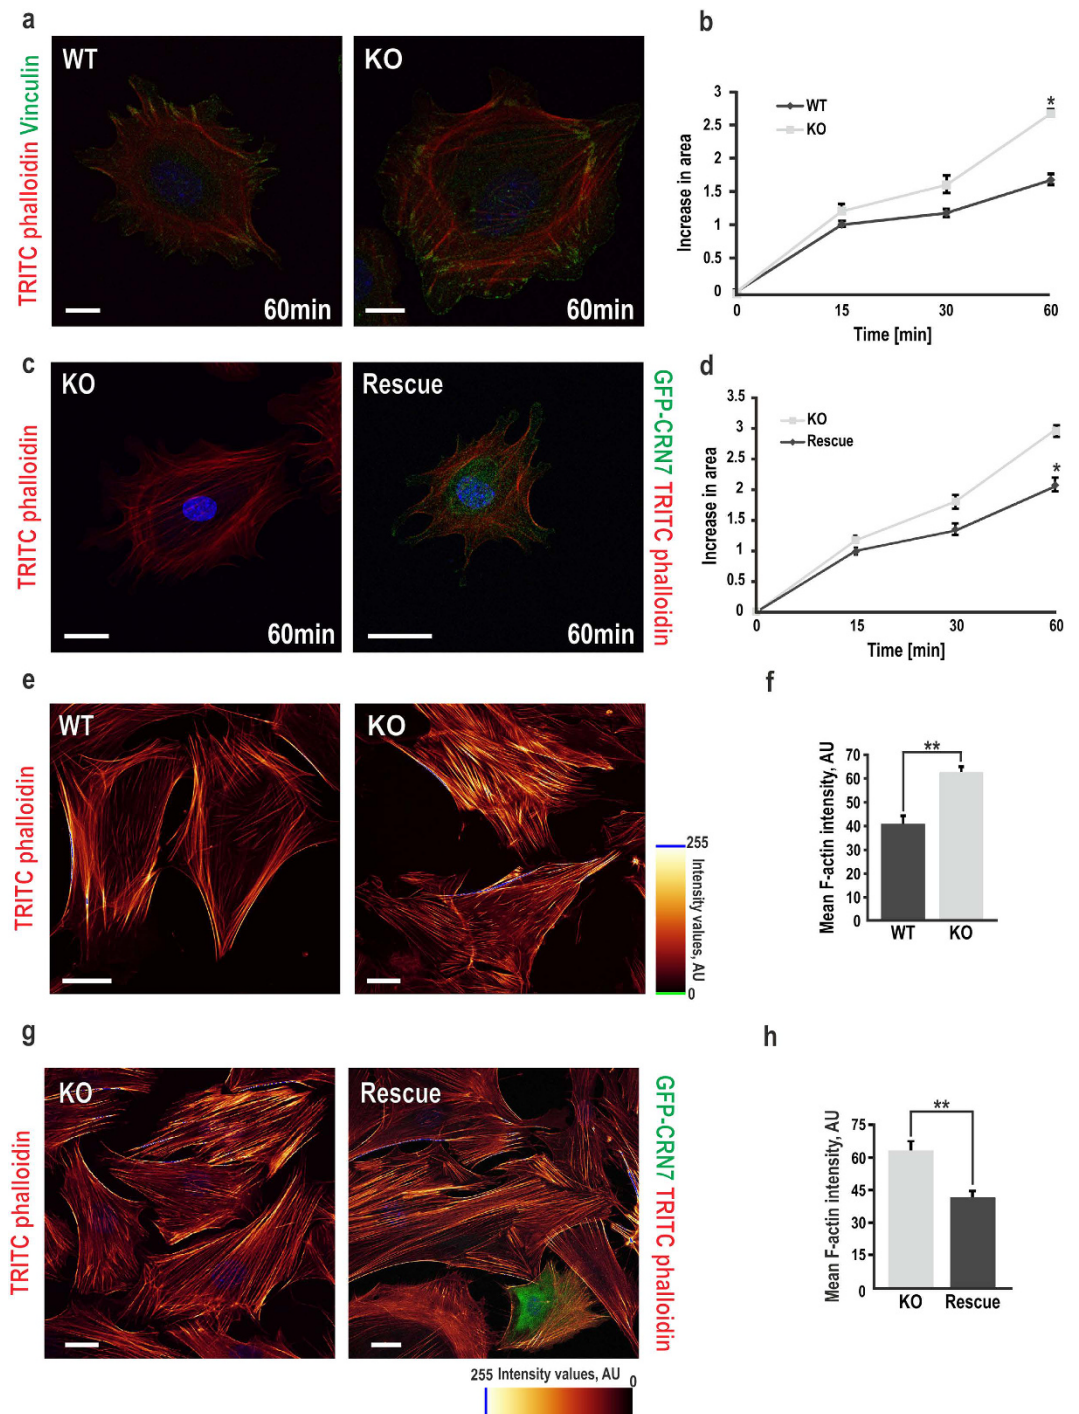 a
TRITC phalloidin Vinculin
WT
60min
KO
60min
b
Increase in area
3
2.5
2
1.5
1
0.5
0
WT
KO
*
0 15 30 60
Time [min]
c
TRITC phalloidin
KO
60min
Rescue
60min
GFP-CRN7 TRITC phalloidin
d
Increase in area
3.5
3
2.5
2
1.5
1
0.5
0
KO
Rescue
*
0 15 30 60
Time [min]
e
TRITC phalloidin
WT
KO
255
Intensity values, AU
0
f
Mean F-actin intensity, AU
70
60
50
40
30
20
10
0
**
WT KO
g
TRITC phalloidin
KO
Rescue
GFP-CRN7 TRITC phalloidin
255 Intensity values, AU 0
h
Mean F-actin intensity, AU
75
60
45
30
15
0
**
KO Rescue